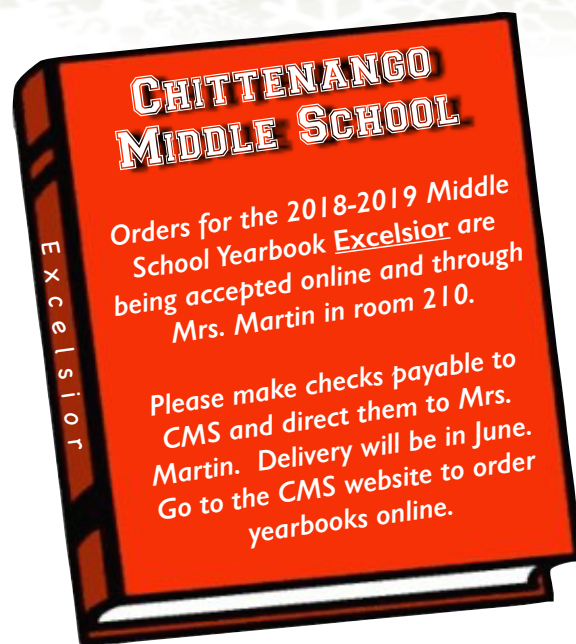 CHITTENANGO
MIDDLE SCHOOL
Orders for the 2018-2019 Middle
School Yearbook Excelsior are
being accepted online and through
Mrs. Martin in room 210.
Please make checks payable to
CMS and direct them to Mrs.
Martin.  Delivery will be in June.
Go to the CMS website to order
yearbooks online.
Excelsior